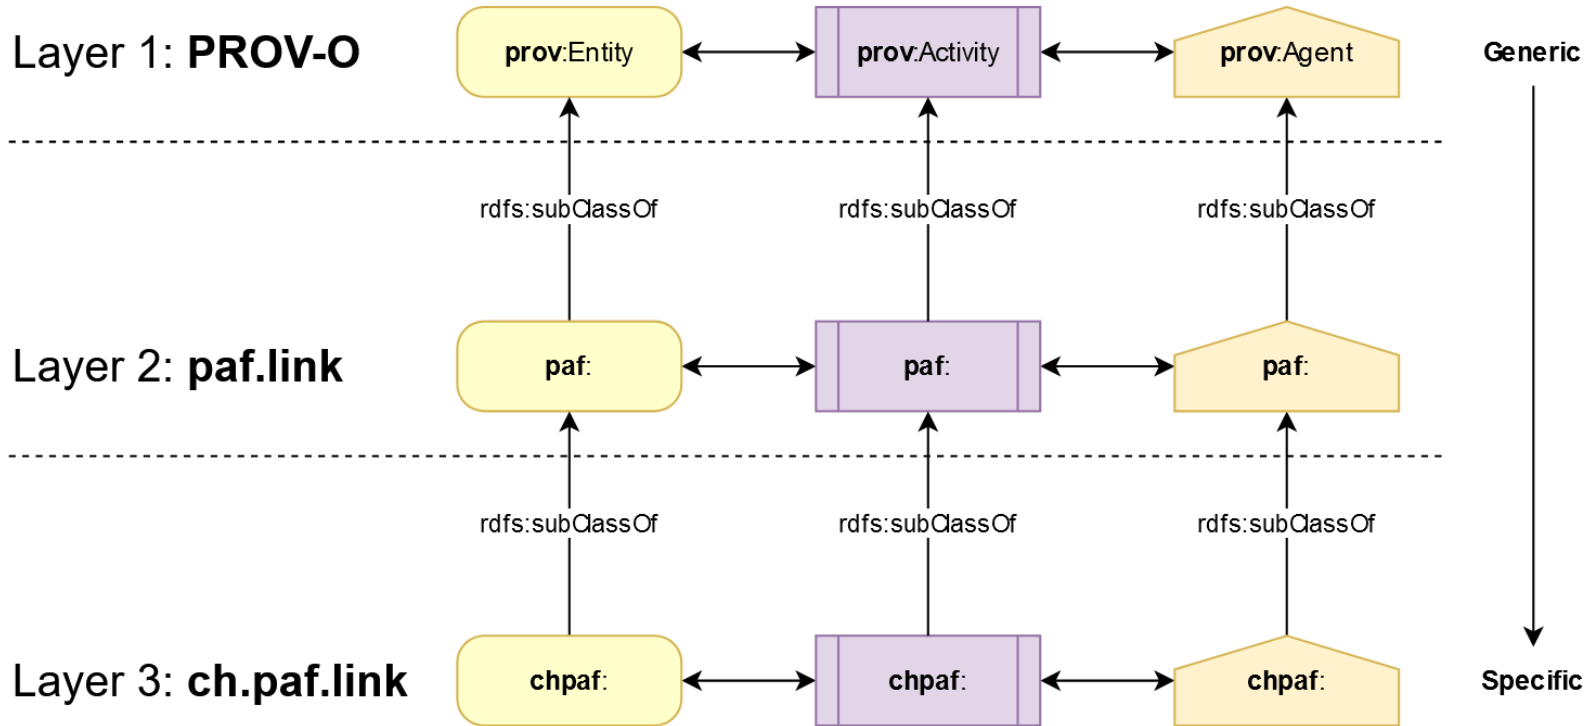 Layer 1: PROV-O
prov:Entity
prov:Activity
prov:Agent
Generic
rdfs:subClassOf
rdfs:subClassOf
rdfs:subClassOf
Layer 2: paf.link
paf:
paf:
paf:
rdfs:subClassOf
rdfs:subClassOf
rdfs:subClassOf
Layer 3: ch.paf.link
chpaf:
chpaf:
chpaf:
Specific